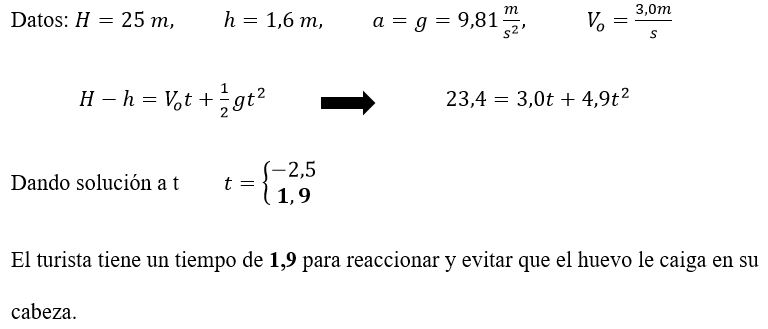 Datos: H = 25 m, h = 1,6 m, a = g = 9,81 m/s², Vₒ = 3,0m/s
H − h = Vₒt + ½gt² 23,4 = 3,0t + 4,9t²
Dando solución a t t = {−2,5
1,9
El turista tiene un tiempo de 1,9 para reaccionar y evitar que el huevo le caiga en su
cabeza.